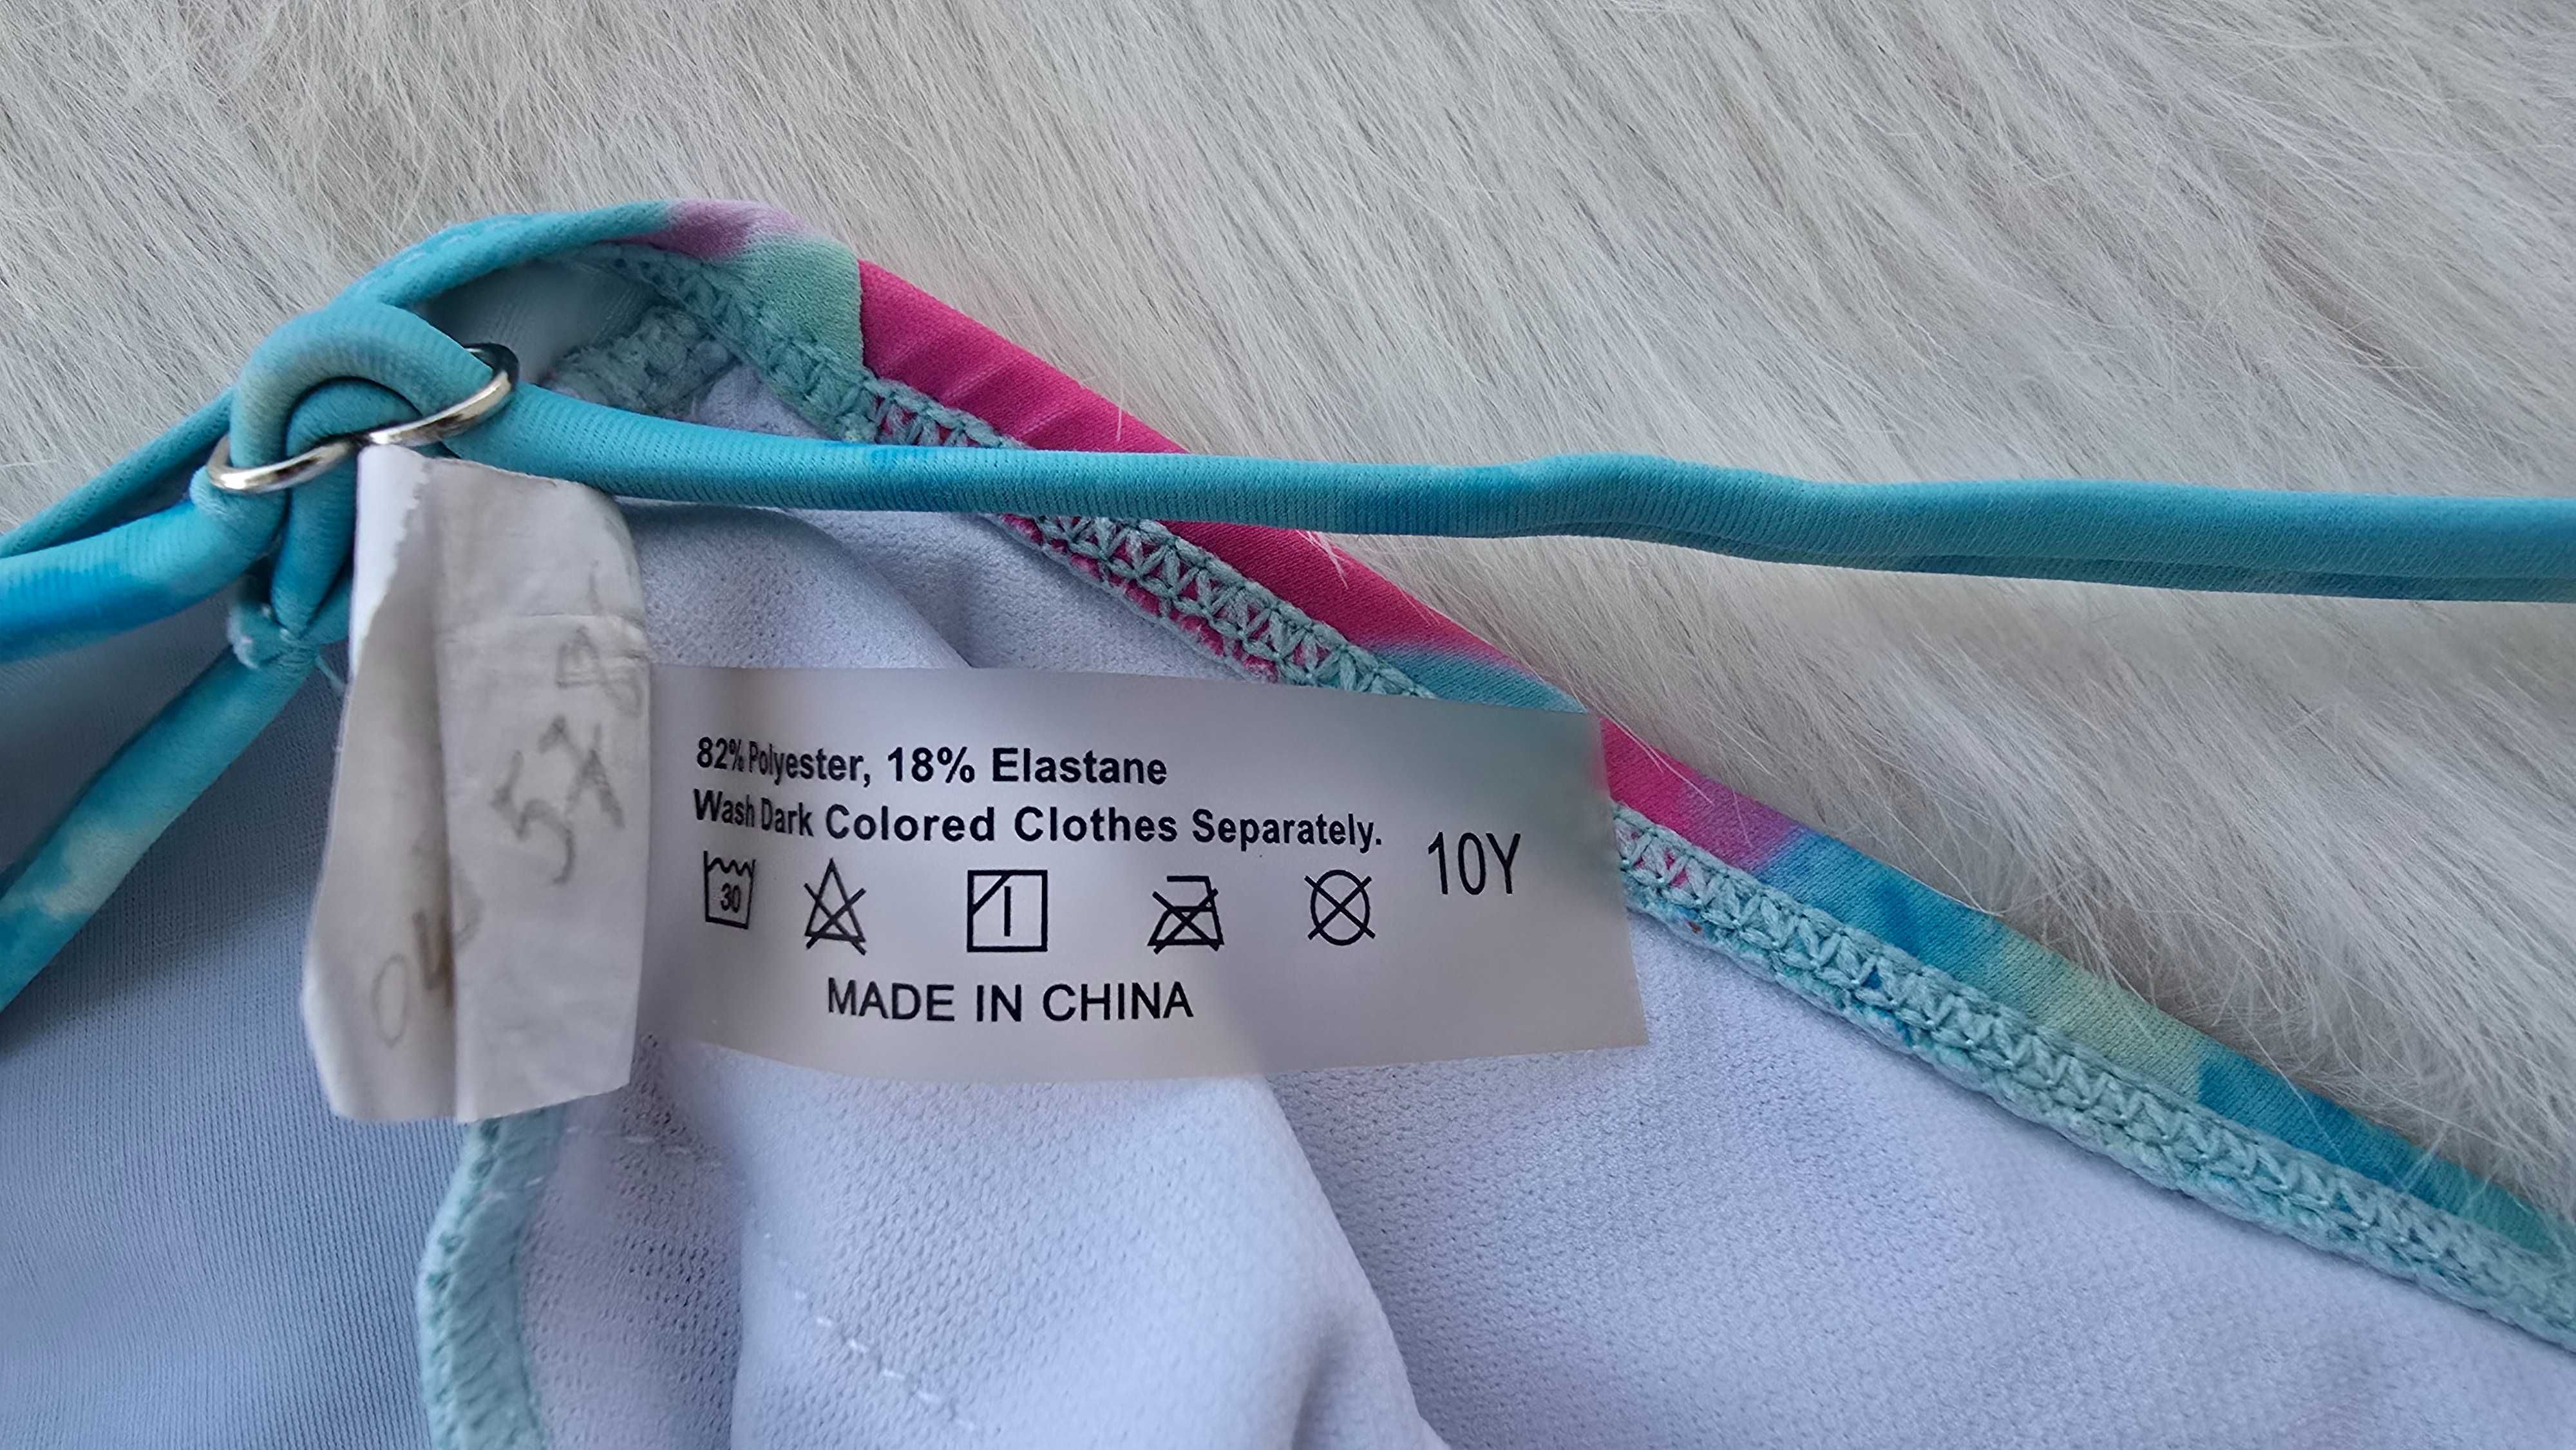 82% Polyester, 18% Elastane
Wash Dark Colored Clothes Separately.
30
10Y
MADE IN CHINA